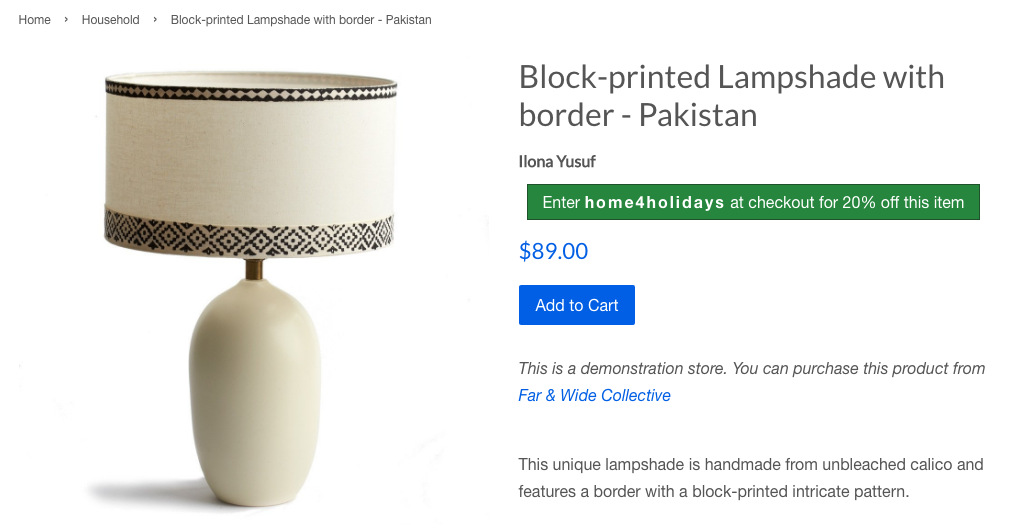 Home › Household › Block-printed Lampshade with border - Pakistan
Block-printed Lampshade with
border - Pakistan
Ilona Yusuf
Enter home4holidays at checkout for 20% off this item
$89.00
Add to Cart
This is a demonstration store. You can purchase this product from
Far & Wide Collective
This unique lampshade is handmade from unbleached calico and
features a border with a block-printed intricate pattern.